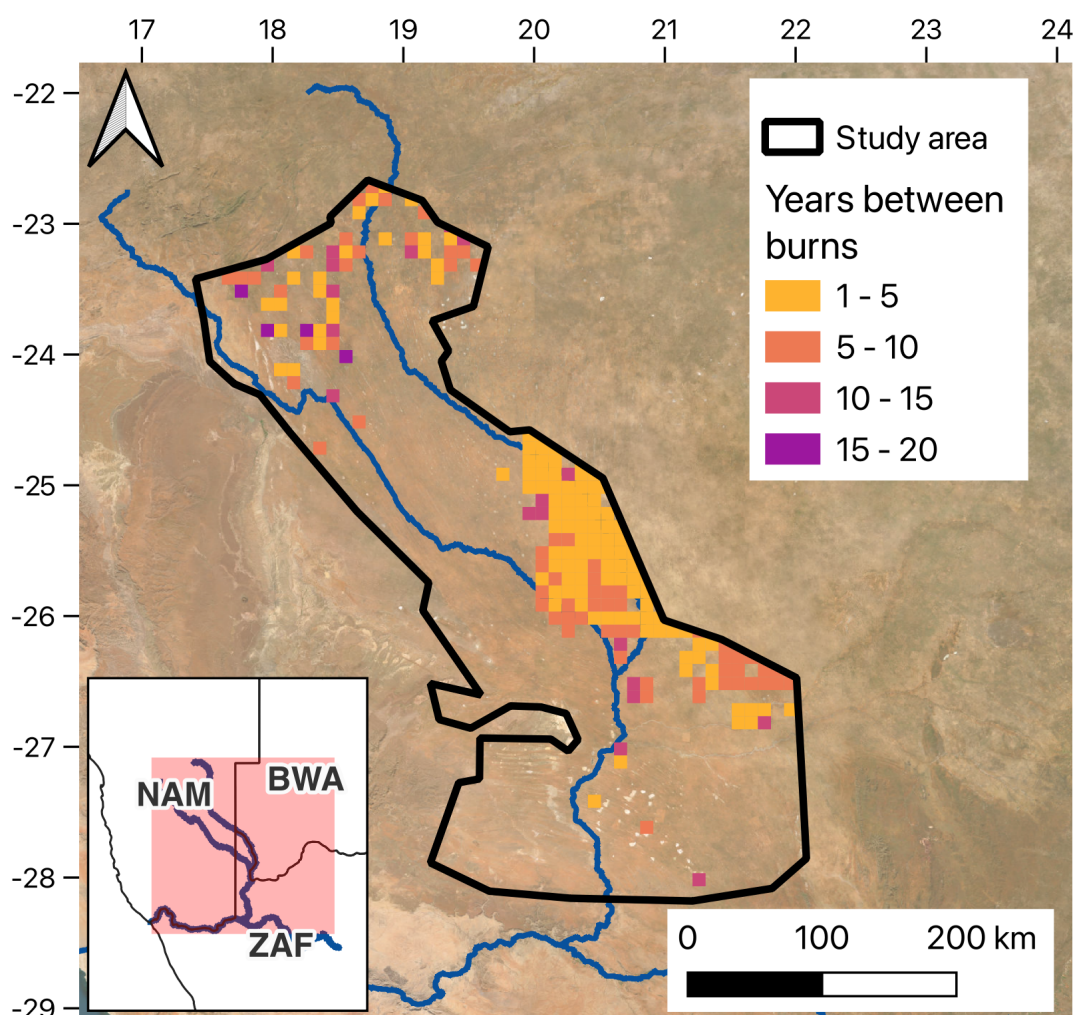 17 18 19 20 21 22 23 24
-22
-23
-24
-25
-26
-27
-28
-29
Study area
Years between
burns
1 - 5
5 - 10
10 - 15
15 - 20
NAM
BWA
ZAF
0 100 200 km